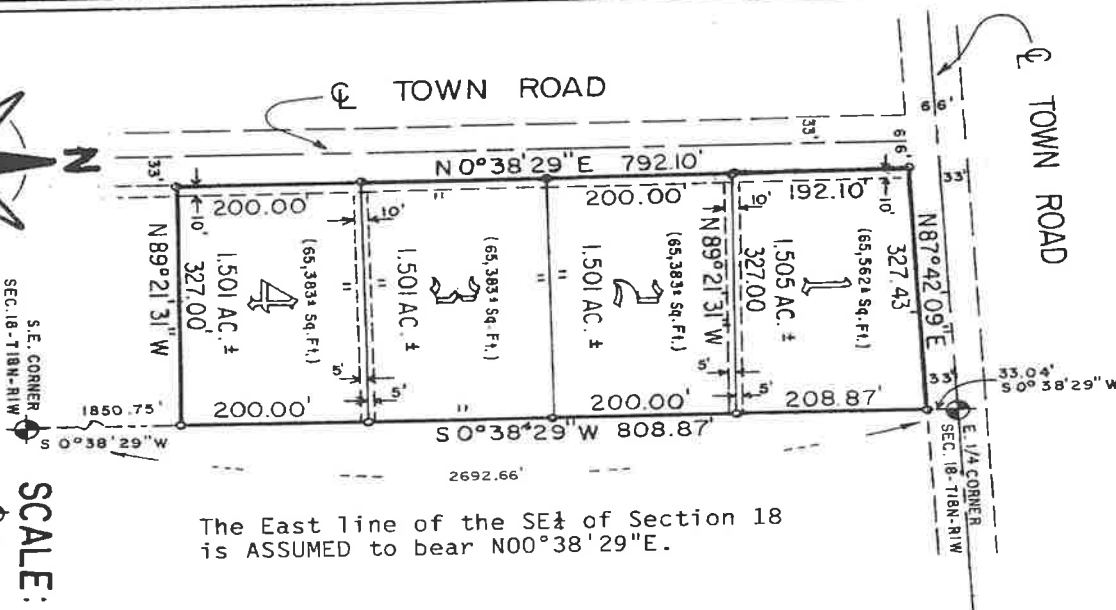 ℄ TOWN ROAD
℄ TOWN ROAD
66'
66'
33'
33'
N
33'
N 0°38'29"E 792.10'
200.00'
"
200.00'
192.10'
10'
10'
10'
10'
N89°21'31"W
327.00'
1.501 AC. ±
4
(65,383± Sq.Ft.)
"
"
1.501 AC. ±
3
(65,383± Sq.Ft.)
"
"
1.501 AC. ±
2
(65,383± Sq.Ft.)
N89°21'31"W
327.00
1.505 AC. ±
1
(65,562± Sq.Ft.)
327.43'
N87°42'09"E
5'
5'
5'
5'
33'
33.04'
S 0°38'29"W
200.00'
"
200.00'
208.87'
S 0°38'29"W 808.87'
1850.75'
S 0°38'29"W
S.E. CORNER
SEC. 18-T18N-R1W
E. 1/4 CORNER
SEC. 18-T18N-R1W
2692.66'
The East line of the SE¼ of Section 18
is ASSUMED to bear N00°38'29"E.
SCALE: